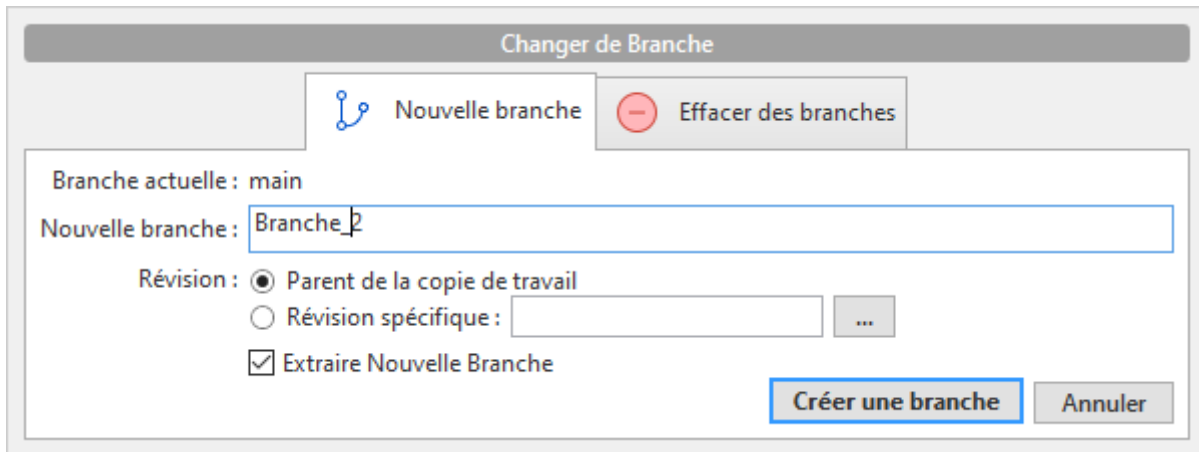 Changer de Branche
Nouvelle branche Effacer des branches
Branche actuelle : main
Nouvelle branche : Branche_2
Révision : Parent de la copie de travail
Révision spécifique : ...
Extraire Nouvelle Branche
Créer une branche Annuler